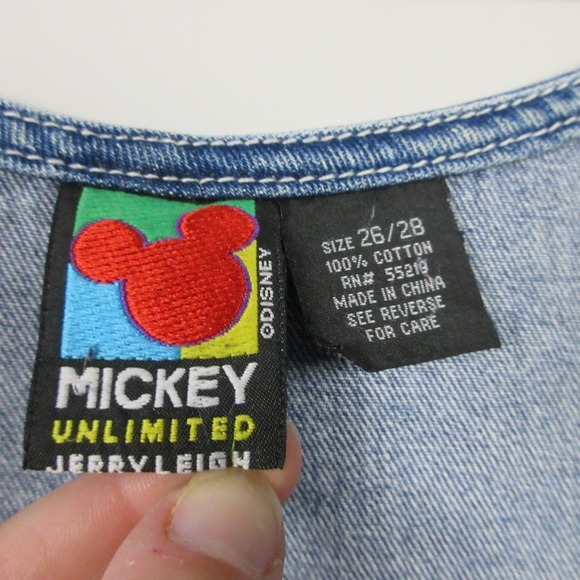 ©DISNEY
MICKEY
UNLIMITED
JERRY LEIGH
SIZE 26/28
100% COTTON
RN# 55219
MADE IN CHINA
SEE REVERSE
FOR CARE